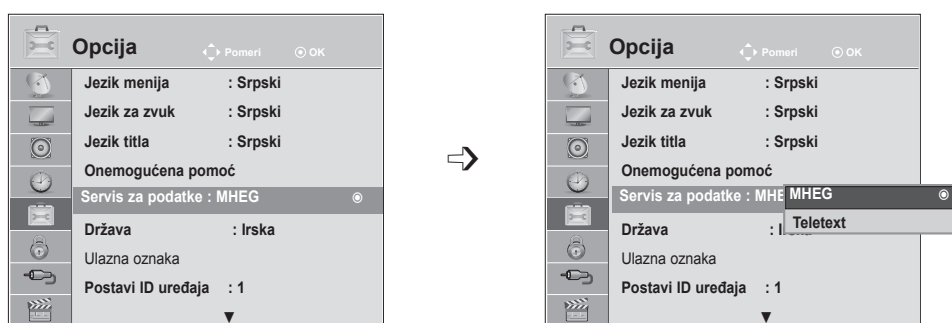 Opcija Pomeri OK
Jezik menija : Srpski
Jezik za zvuk : Srpski
Jezik titla : Srpski
Onemogućena pomoć
Servis za podatke : MHEG
Država : Irska
Ulazna oznaka
Postavi ID uređaja : 1
Opcija Pomeri OK
Jezik menija : Srpski
Jezik za zvuk : Srpski
Jezik titla : Srpski
Onemogućena pomoć
Servis za podatke : MHE MHEG
Teletext
Država : Irska
Ulazna oznaka
Postavi ID uređaja : 1